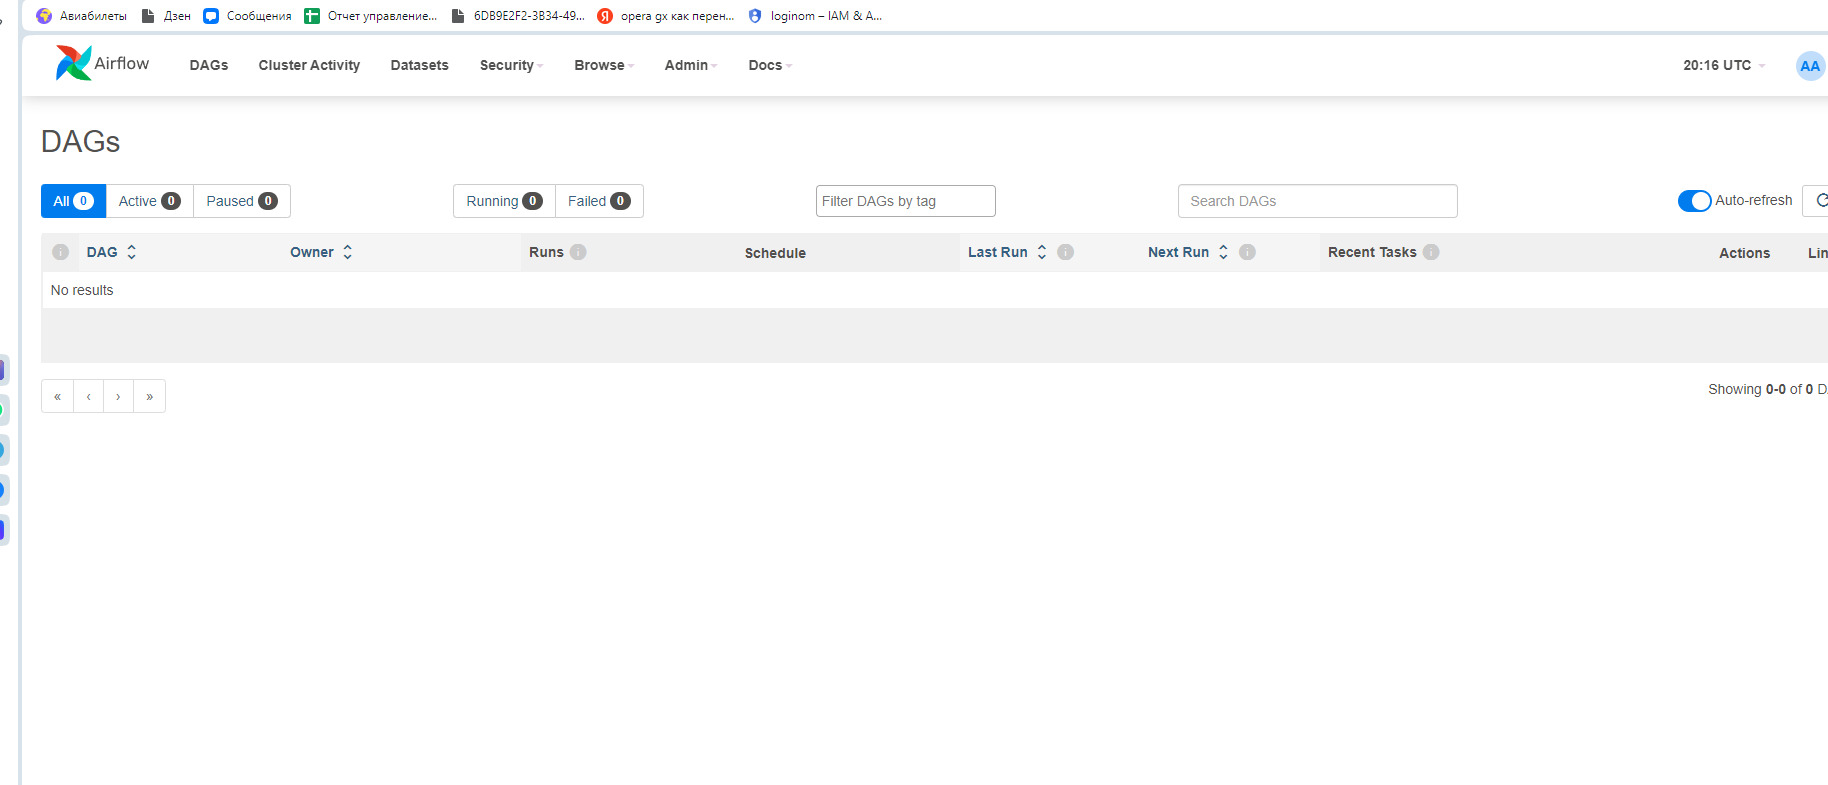 Авиабилеты Дзен Сообщения Отчет управление... 6DB9E2F2-3B34-49... opera gx как перен... loginom – IAM & A...
Airflow DAGs Cluster Activity Datasets Security Browse Admin Docs 20:16 UTC AA
DAGs
All 0 Active 0 Paused 0 Running 0 Failed 0 Filter DAGs by tag Search DAGs Auto-refresh
DAG Owner Runs Schedule Last Run Next Run Recent Tasks Actions Lin
No results
« ‹ › » Showing 0-0 of 0 D